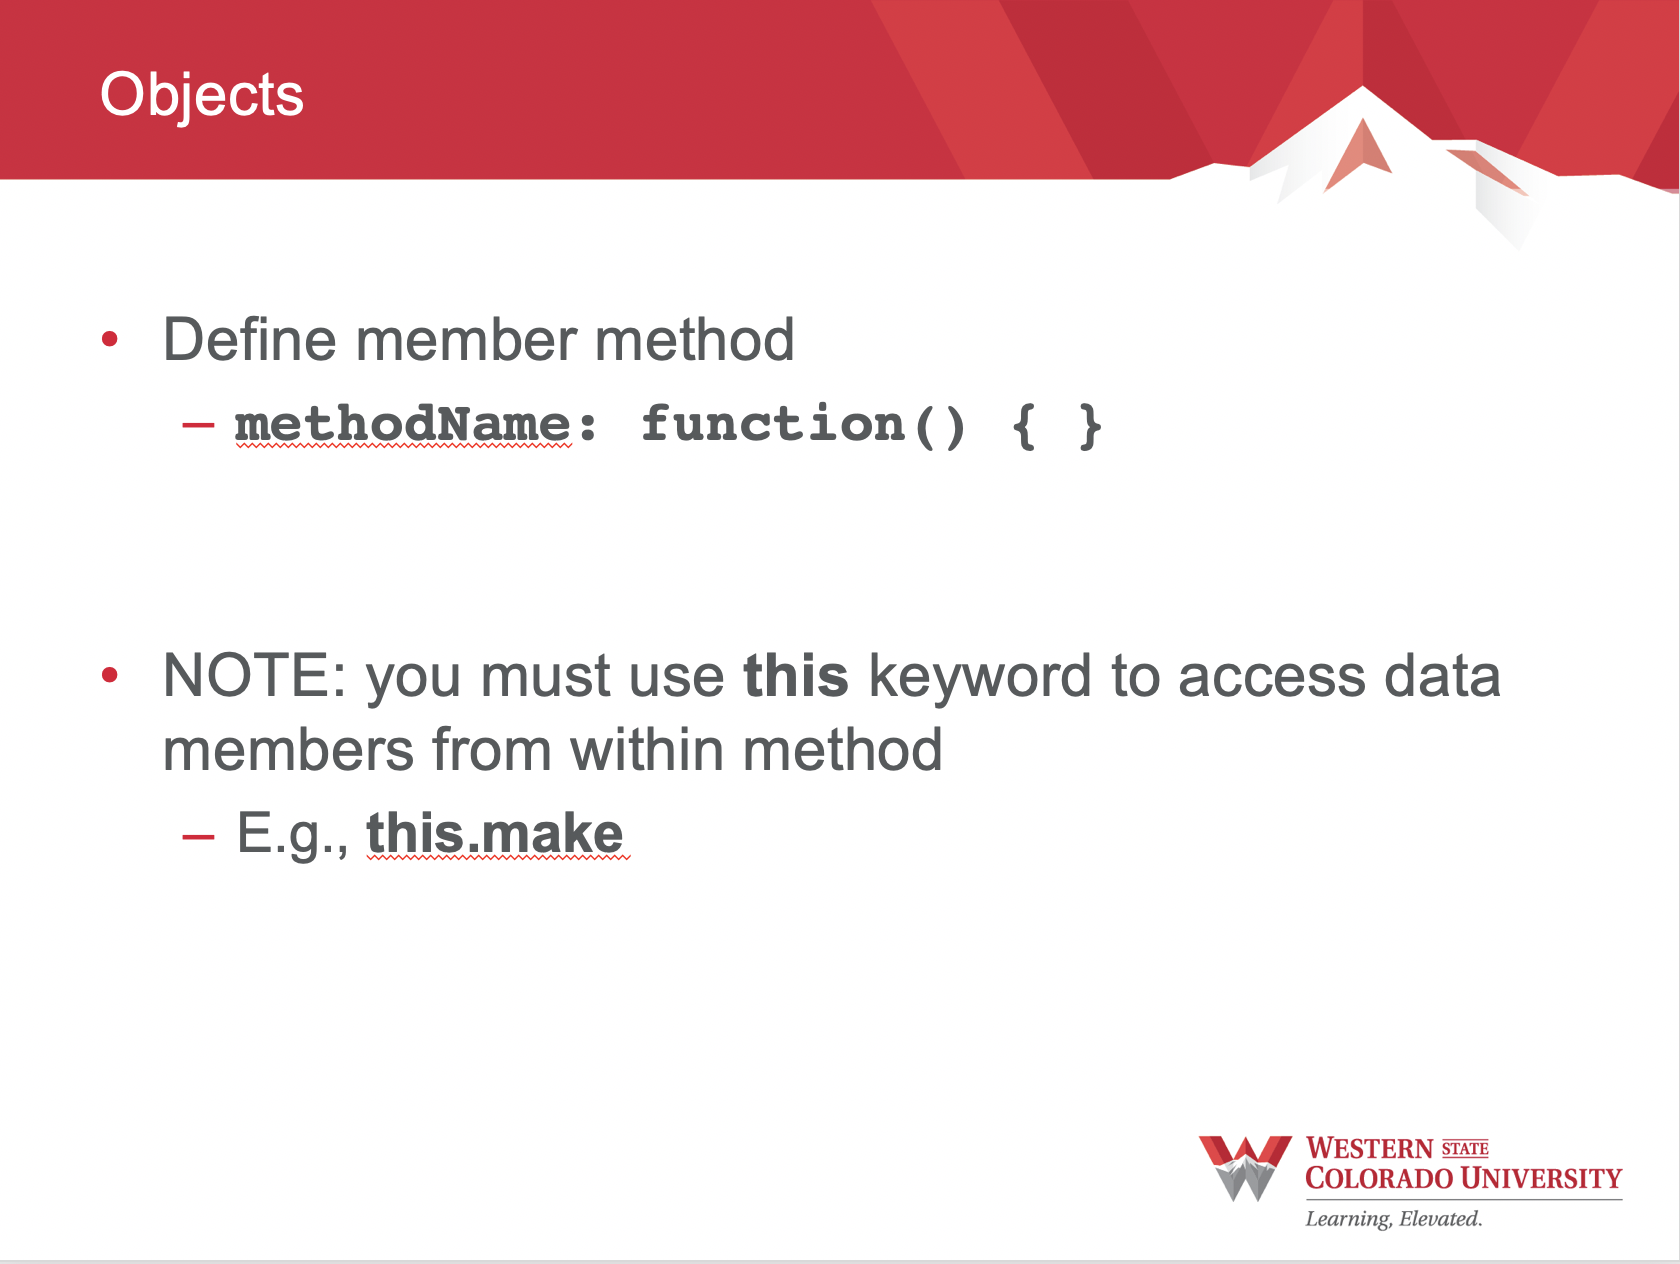 Objects
• Define member method
– methodName: function() { }
• NOTE: you must use this keyword to access data
members from within method
– E.g., this.make
WESTERN STATE
COLORADO UNIVERSITY
Learning, Elevated.